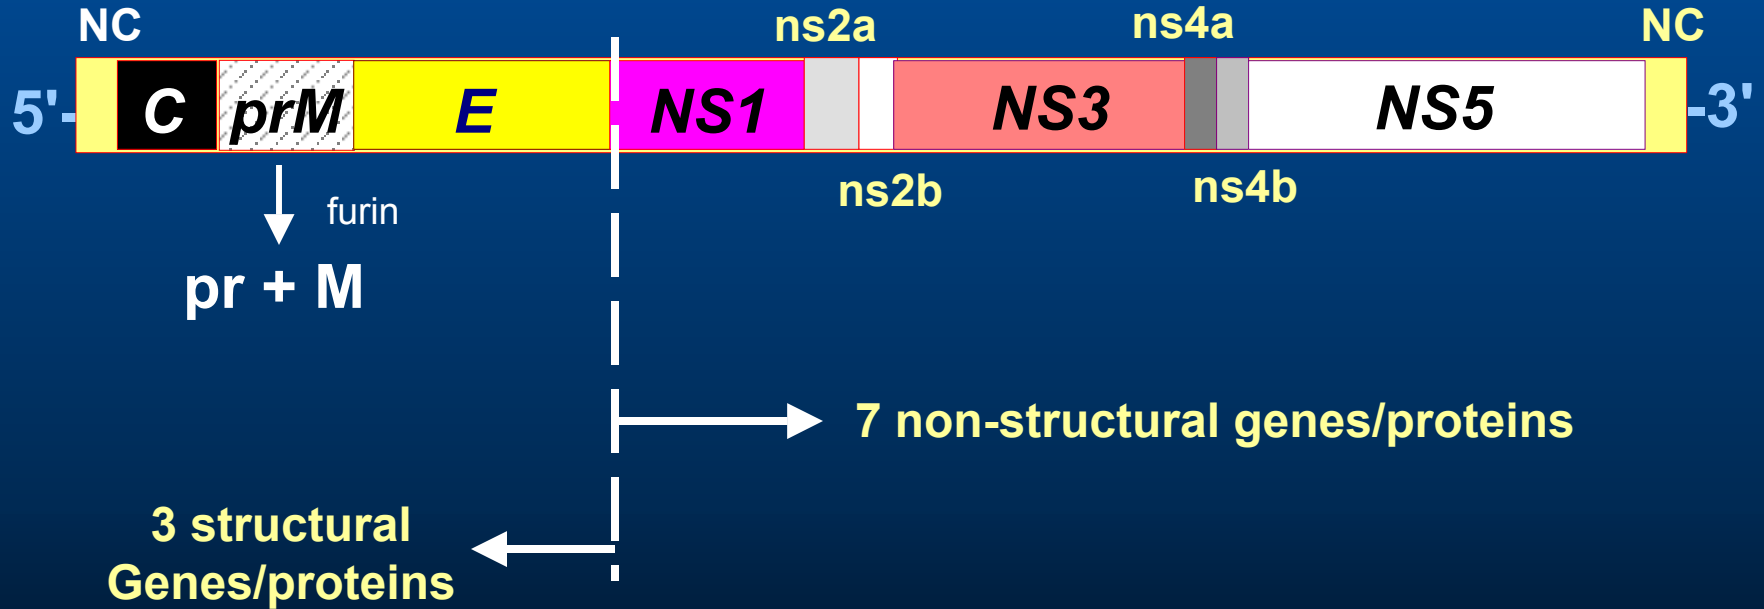 NC
ns2a
ns4a
NC
5'-
C
prM
E
NS1
NS3
NS5
-3'
ns2b
ns4b
furin
pr + M
7 non-structural genes/proteins
3 structural
Genes/proteins